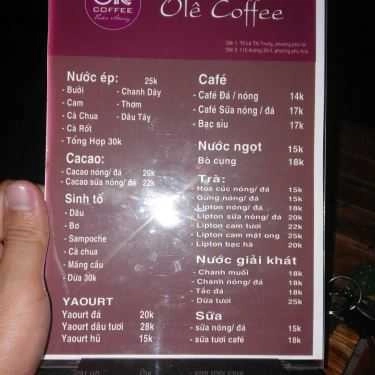 Olê
COFFEE
Olê Coffee
Nước ép: 25k
- Bưởi - Chanh Dây
- Cam - Thơm
- Cà Chua - Dâu Tây
- Cà Rốt
- Tổng Hợp 30k
Cacao:
- Cacao nóng/ đá 20k
- Cacao sữa nóng/ đá 22k
Sinh tố
- Dâu
- Bơ
- Sampoche
- Cà chua
- Mãng cầu
- Dừa 30k
YAOURT
Yaourt đá 20k
Yaourt dâu tươi 28k
Yaourt hũ 15k
Café
- Café Đá / nóng 14k
- Café Sữa nóng / đá 17k
- Bạc sỉu 17k
Nước ngọt 15k
Bò cụng 18k
Trà:
- Hoa cúc nóng/ đá 15k
- Gừng nóng/ đá 15k
- Lipton nóng/ đá 18k
- Lipton sữa nóng/ đá 20k
- Lipton cam tươi 22k
- Lipton cam mật ong 25k
- Lipton bạc hà 20k
Nước giải khát
- Chanh muối 18k
- Chanh đá 18k
- Tắc đá 18k
- Dừa tươi 25k
Sữa
- sữa nóng/ đá 15k
- sữa tươi café 18k